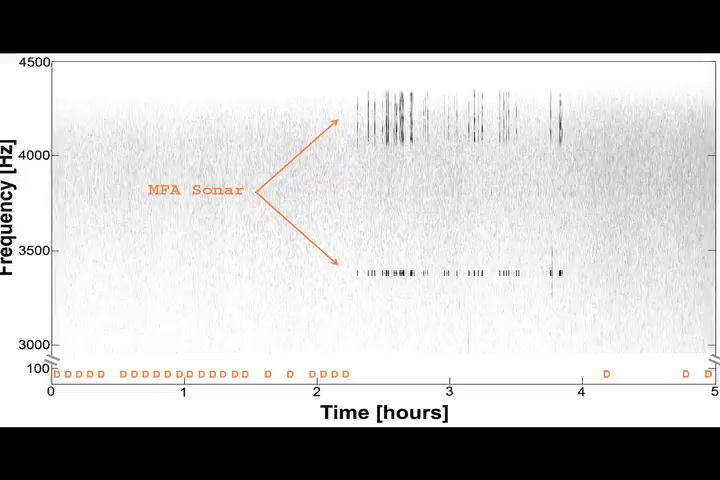 4500
4000
MFA Sonar
3500
3000
100
D D D D D D D D D D D D D D D D D D D D D D D D D D
0 1 2 3 4 5
Time [hours]
Frequency [Hz]